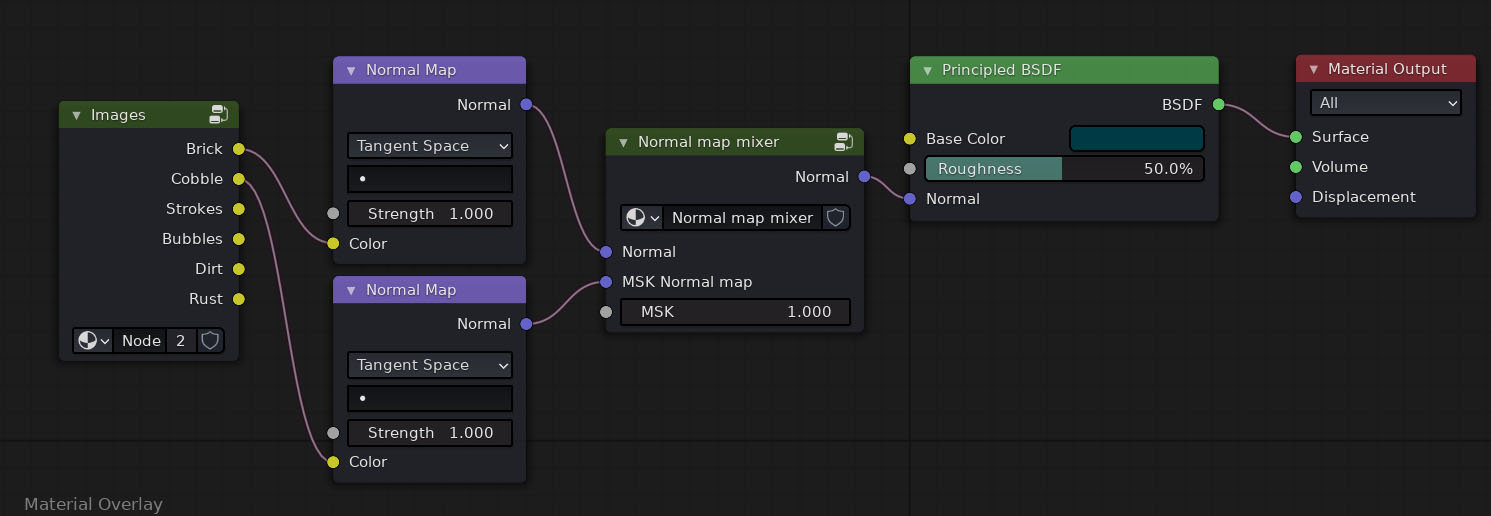 Images
Brick
Cobble
Strokes
Bubbles
Dirt
Rust
Node 2
Normal Map
Normal
Tangent Space
Strength 1.000
Color
Normal Map
Normal
Tangent Space
Strength 1.000
Color
Normal map mixer
Normal
Normal map mixer
Normal
MSK Normal map
MSK 1.000
Principled BSDF
BSDF
Base Color
Roughness 50.0%
Normal
Material Output
All
Surface
Volume
Displacement
Material Overlay